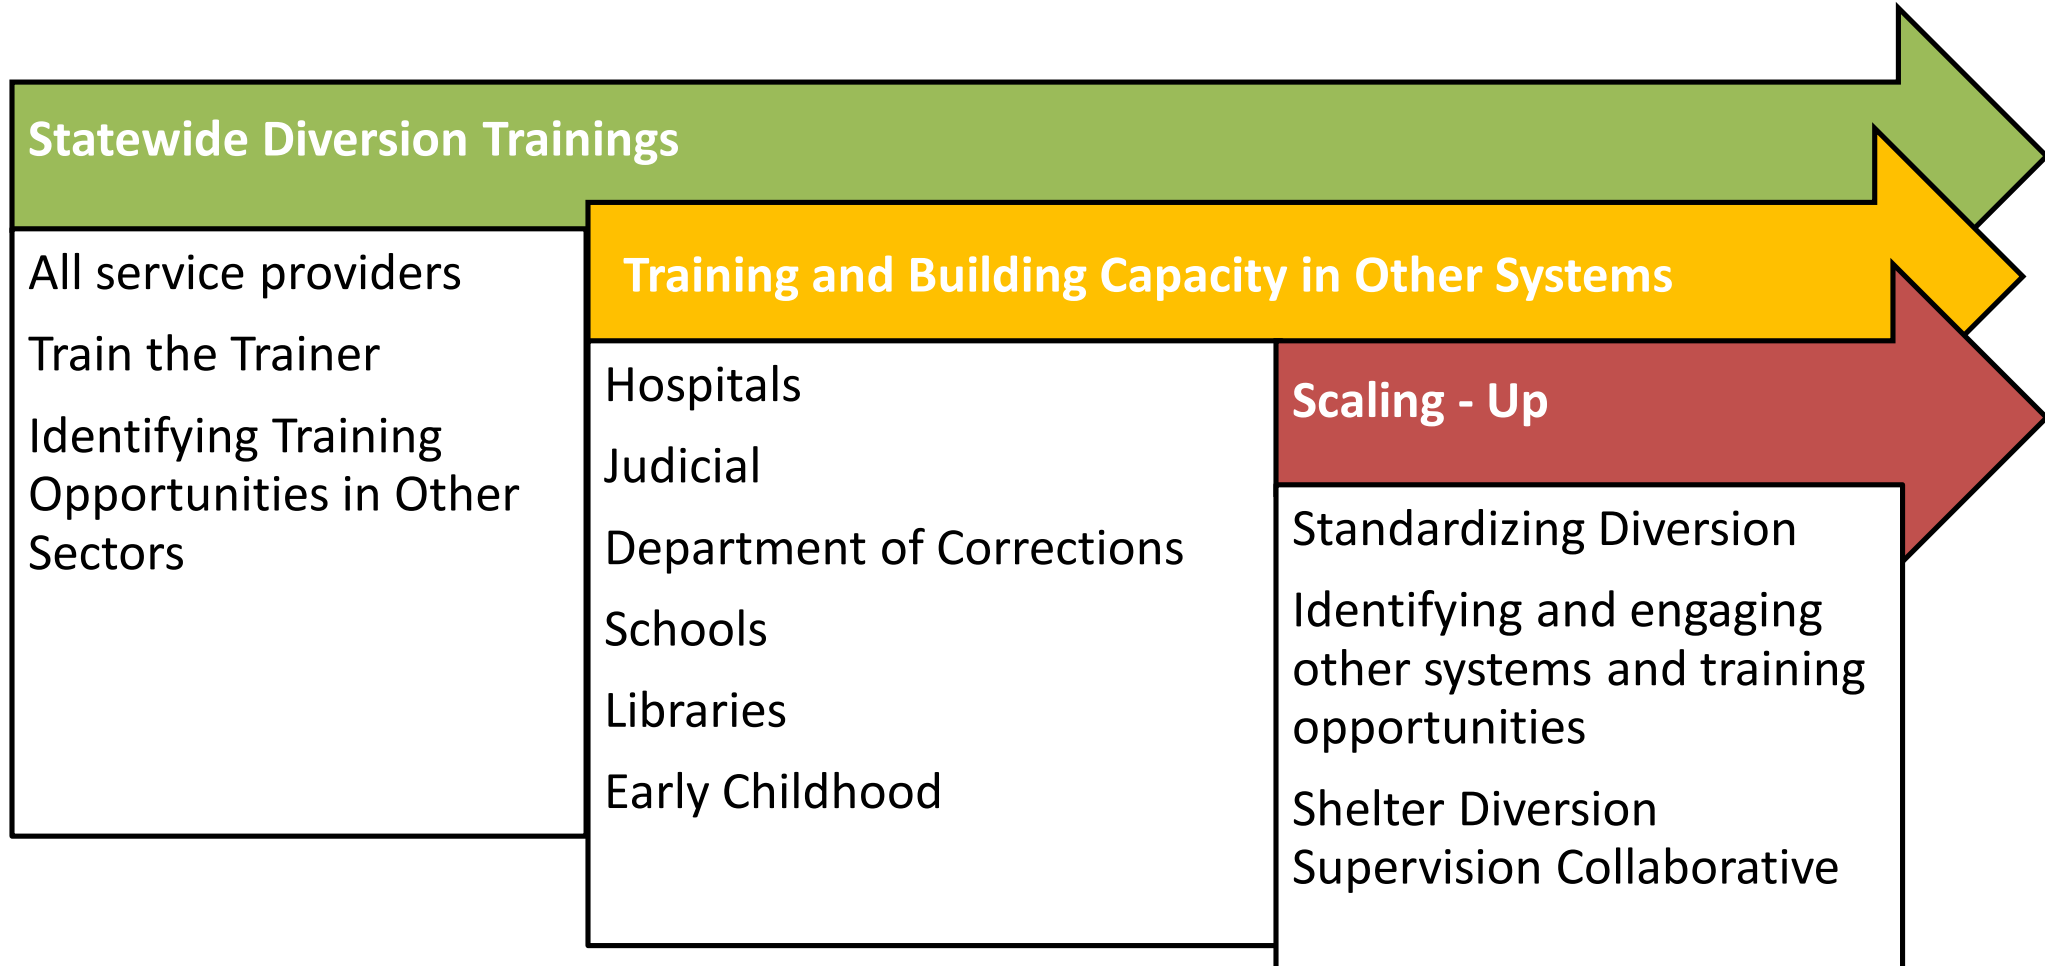 Statewide Diversion Trainings
All service providers
Train the Trainer
Identifying Training
Opportunities in Other
Sectors
Training and Building Capacity in Other Systems
Hospitals
Judicial
Department of Corrections
Schools
Libraries
Early Childhood
Scaling - Up
Standardizing Diversion
Identifying and engaging
other systems and training
opportunities
Shelter Diversion
Supervision Collaborative